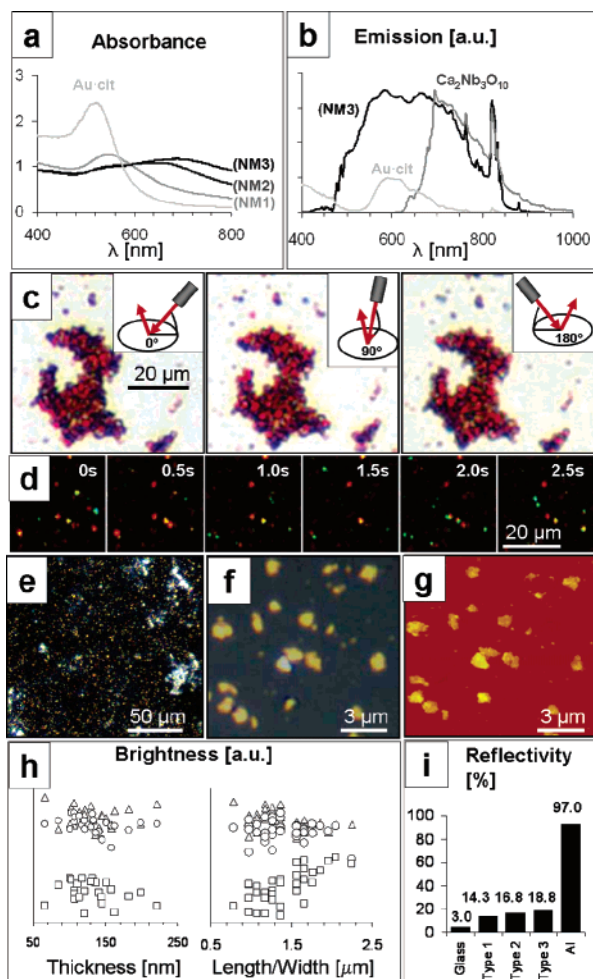 a Absorbance
Au·cit
3
2
1
0
(NM3)
(NM2)
(NM1)
400 600 800
λ [nm]
b Emission [a.u.]
Ca₂Nb₃O₁₀
(NM3)
Au·cit
400 600 800 1000
λ [nm]
c
0°
90°
180°
20 µm
d 0s 0.5s 1.0s 1.5s 2.0s 2.5s
20 µm
e f g
50 µm 3 µm 3 µm
h Brightness [a.u.]
50 150 250
Thickness [nm]
0.5 1.5 2.5
Length/Width [µm]
i Reflectivity
[%]
100
80
60
40
20
0
3.0 14.3 16.8 18.8 97.0
Glass Type 1 Type 2 Type 3 Al